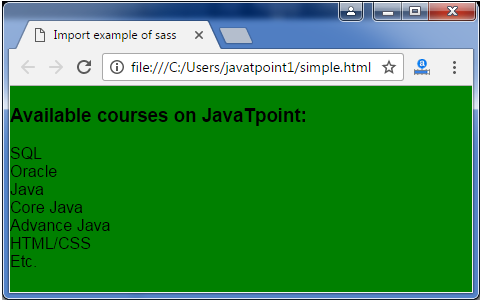 Import example of sass
file:///C:/Users/javatpoint1/simple.html
a
Available courses on JavaTpoint:
SQL
Oracle
Java
Core Java
Advance Java
HTML/CSS
Etc.